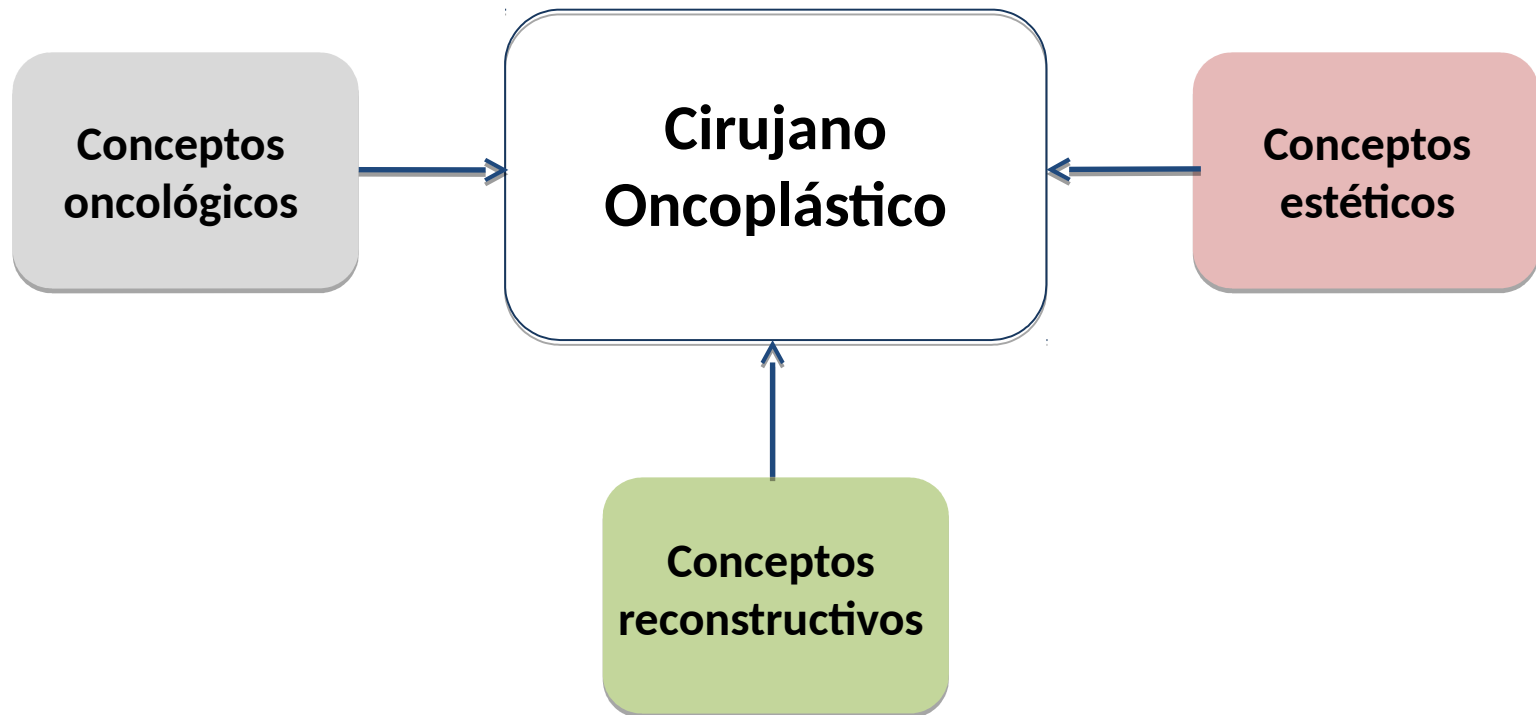 Cirujano
Oncoplástico
Conceptos
oncológicos
Conceptos
estéticos
Conceptos
reconstructivos